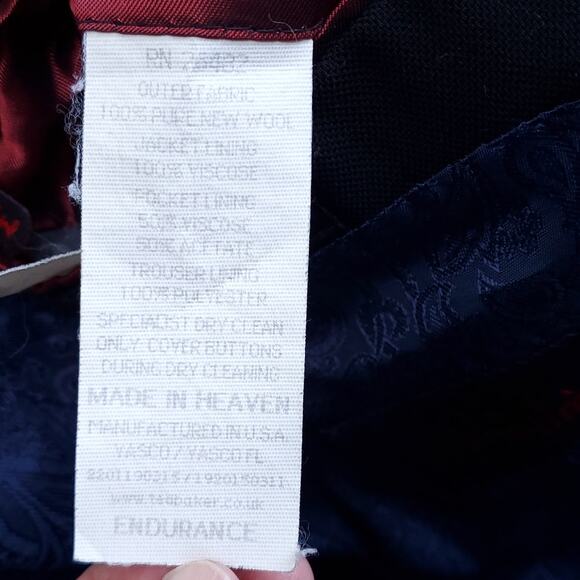 OUTER FABRIC
100% PURE NEW WOOL
JACKET LINING
100% VISCOSE
POCKET LINING
50% VISCOSE
50% ACETATE
TROUSER LINING
100% POLYESTER
SPECIALIST DRY CLEAN
ONLY. COVER BUTTONS
DURING DRY CLEANING
MADE IN HEAVEN
MANUFACTURED IN U.S.A.
VASCO / VASCOTL
www.tedbaker.co.uk
ENDURANCE